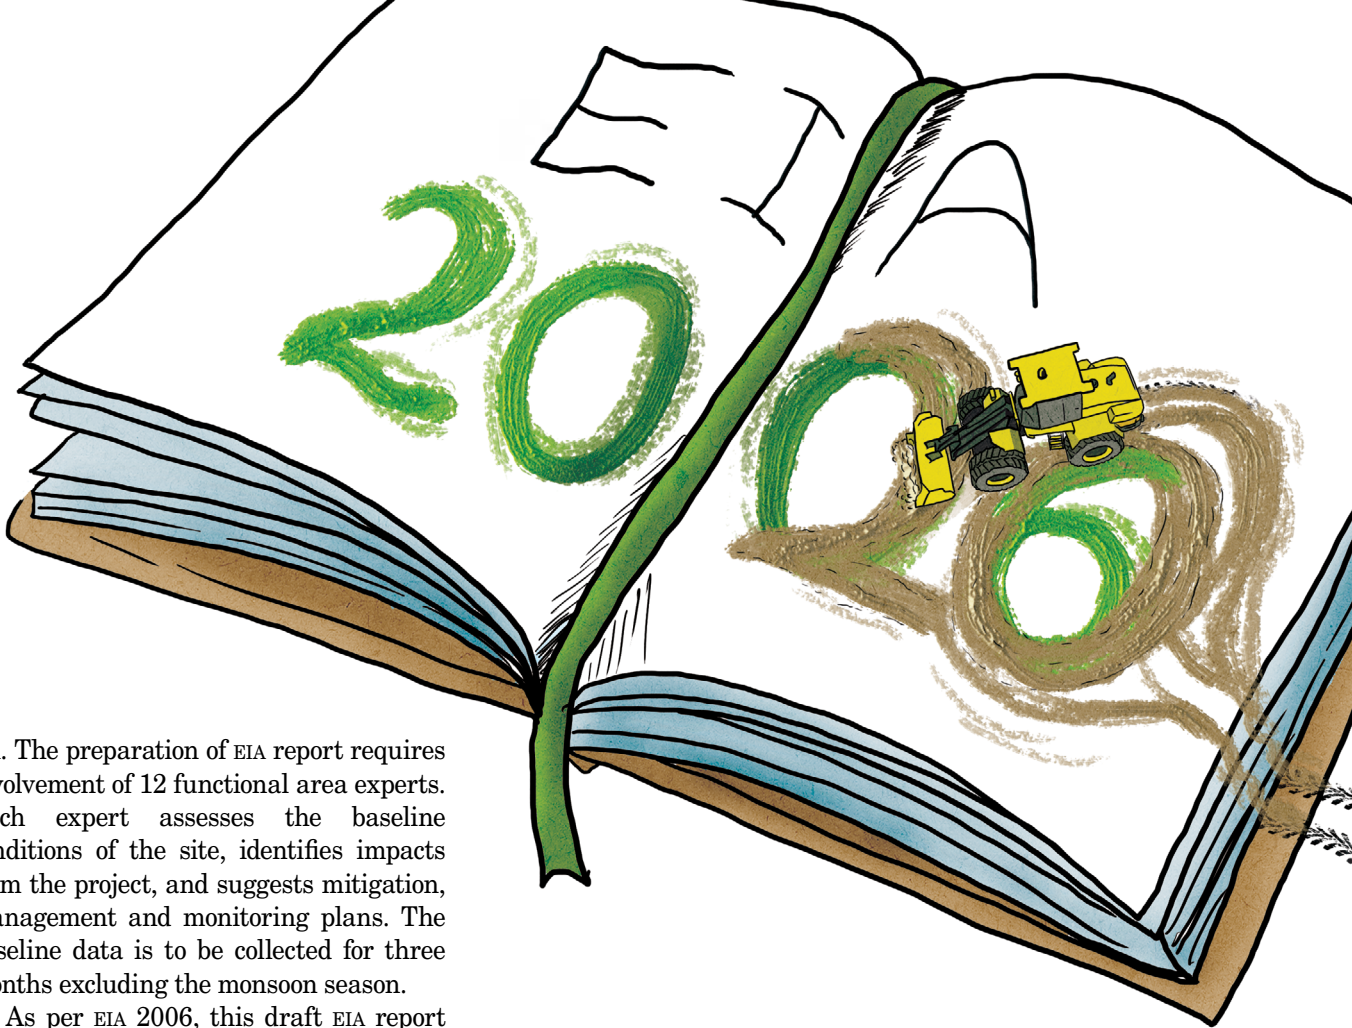 EIA
2006
. The preparation of EIA report requires
volvement of 12 functional area experts.
ch expert assesses the baseline
nditions of the site, identifies impacts
m the project, and suggests mitigation,
anagement and monitoring plans. The
seline data is to be collected for three
onths excluding the monsoon season.
As per EIA 2006, this draft EIA report